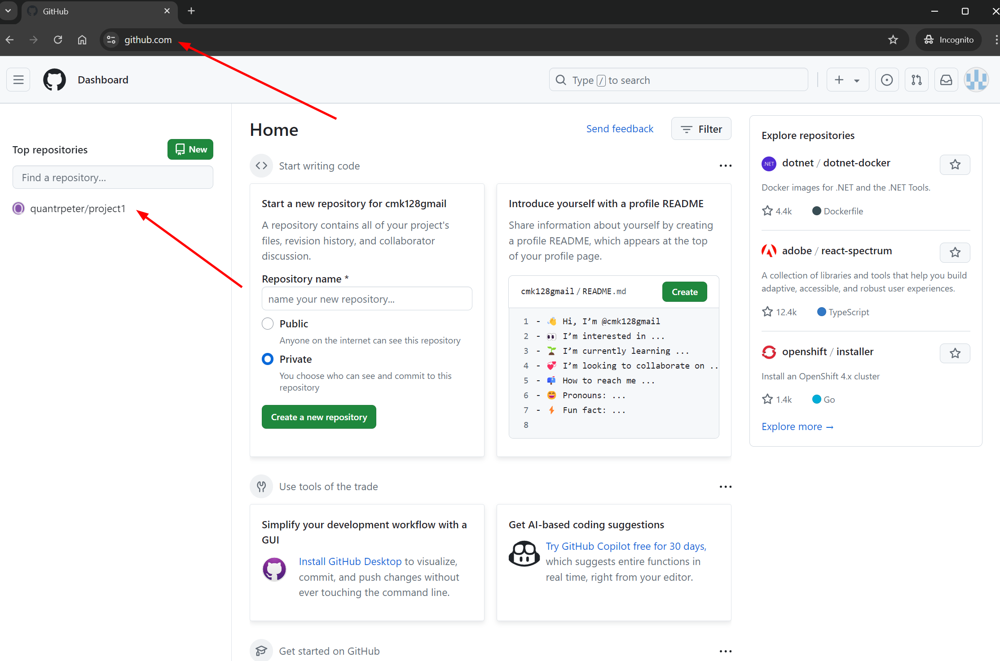 GitHub
github.com
Incognito
Dashboard
Type / to search
Top repositories
New
Find a repository...
quantrpeter/project1
Home
Send feedback
Filter
Start writing code
Start a new repository for cmk128gmail
A repository contains all of your project's
files, revision history, and collaborator
discussion.
Repository name *
name your new repository...
Public
Anyone on the internet can see this repository
Private
You choose who can see and commit to this
repository
Create a new repository
Introduce yourself with a profile README
Share information about yourself by creating
a profile README, which appears at the top
of your profile page.
cmk128gmail / README.md
Create
1 - 👋 Hi, I’m @cmk128gmail
2 - 👀 I’m interested in ...
3 - 🌱 I’m currently learning ...
4 - 💞️ I’m looking to collaborate on ..
5 - 📫 How to reach me ...
6 - 😄 Pronouns: ...
7 - ⚡ Fun fact: ...
8
Use tools of the trade
Simplify your development workflow with a
GUI
Install GitHub Desktop to visualize,
commit, and push changes without
ever touching the command line.
Get AI-based coding suggestions
Try GitHub Copilot free for 30 days,
which suggests entire functions in
real time, right from your editor.
Get started on GitHub
Explore repositories
.NET
dotnet / dotnet-docker
Docker images for .NET and the .NET Tools.
4.4k
Dockerfile
adobe / react-spectrum
A collection of libraries and tools that help you build
adaptive, accessible, and robust user experiences.
12.4k
TypeScript
openshift / installer
Install an OpenShift 4.x cluster
1.4k
Go
Explore more →